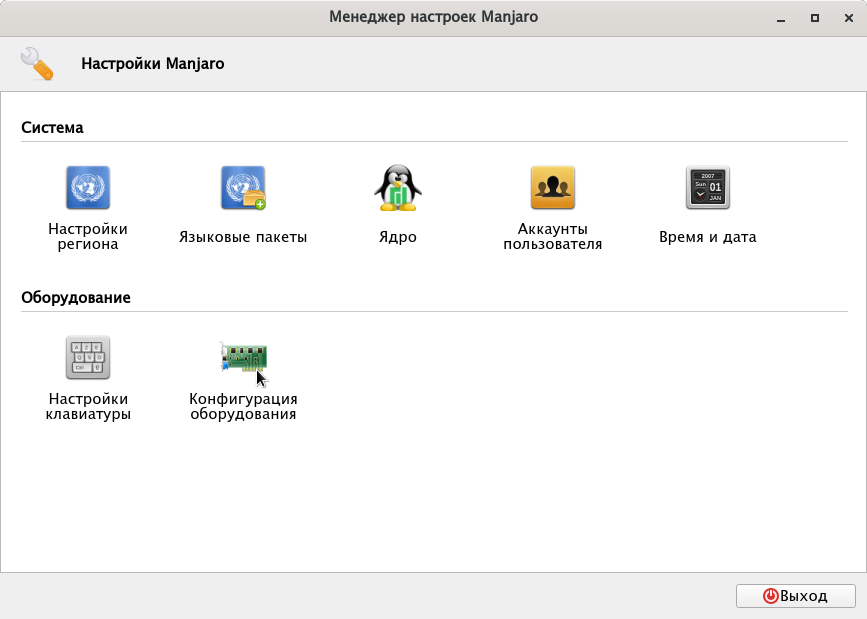 Менеджер настроек Manjaro
Настройки Manjaro
Система
Настройки
региона
Языковые пакеты
Ядро
Аккаунты
пользователя
2007
Sun 01
JAN
Время и дата
Оборудование
Настройки
клавиатуры
Конфигурация
оборудования
Выход